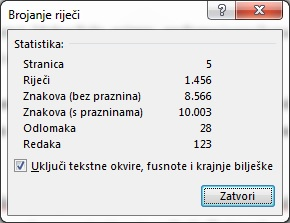 Brojanje riječi
Statistika:
Stranica 5
Riječi 1.456
Znakova (bez praznina) 8.566
Znakova (s prazninama) 10.003
Odlomaka 28
Redaka 123
Uključi tekstne okvire, fusnote i krajnje bilješke
Zatvori